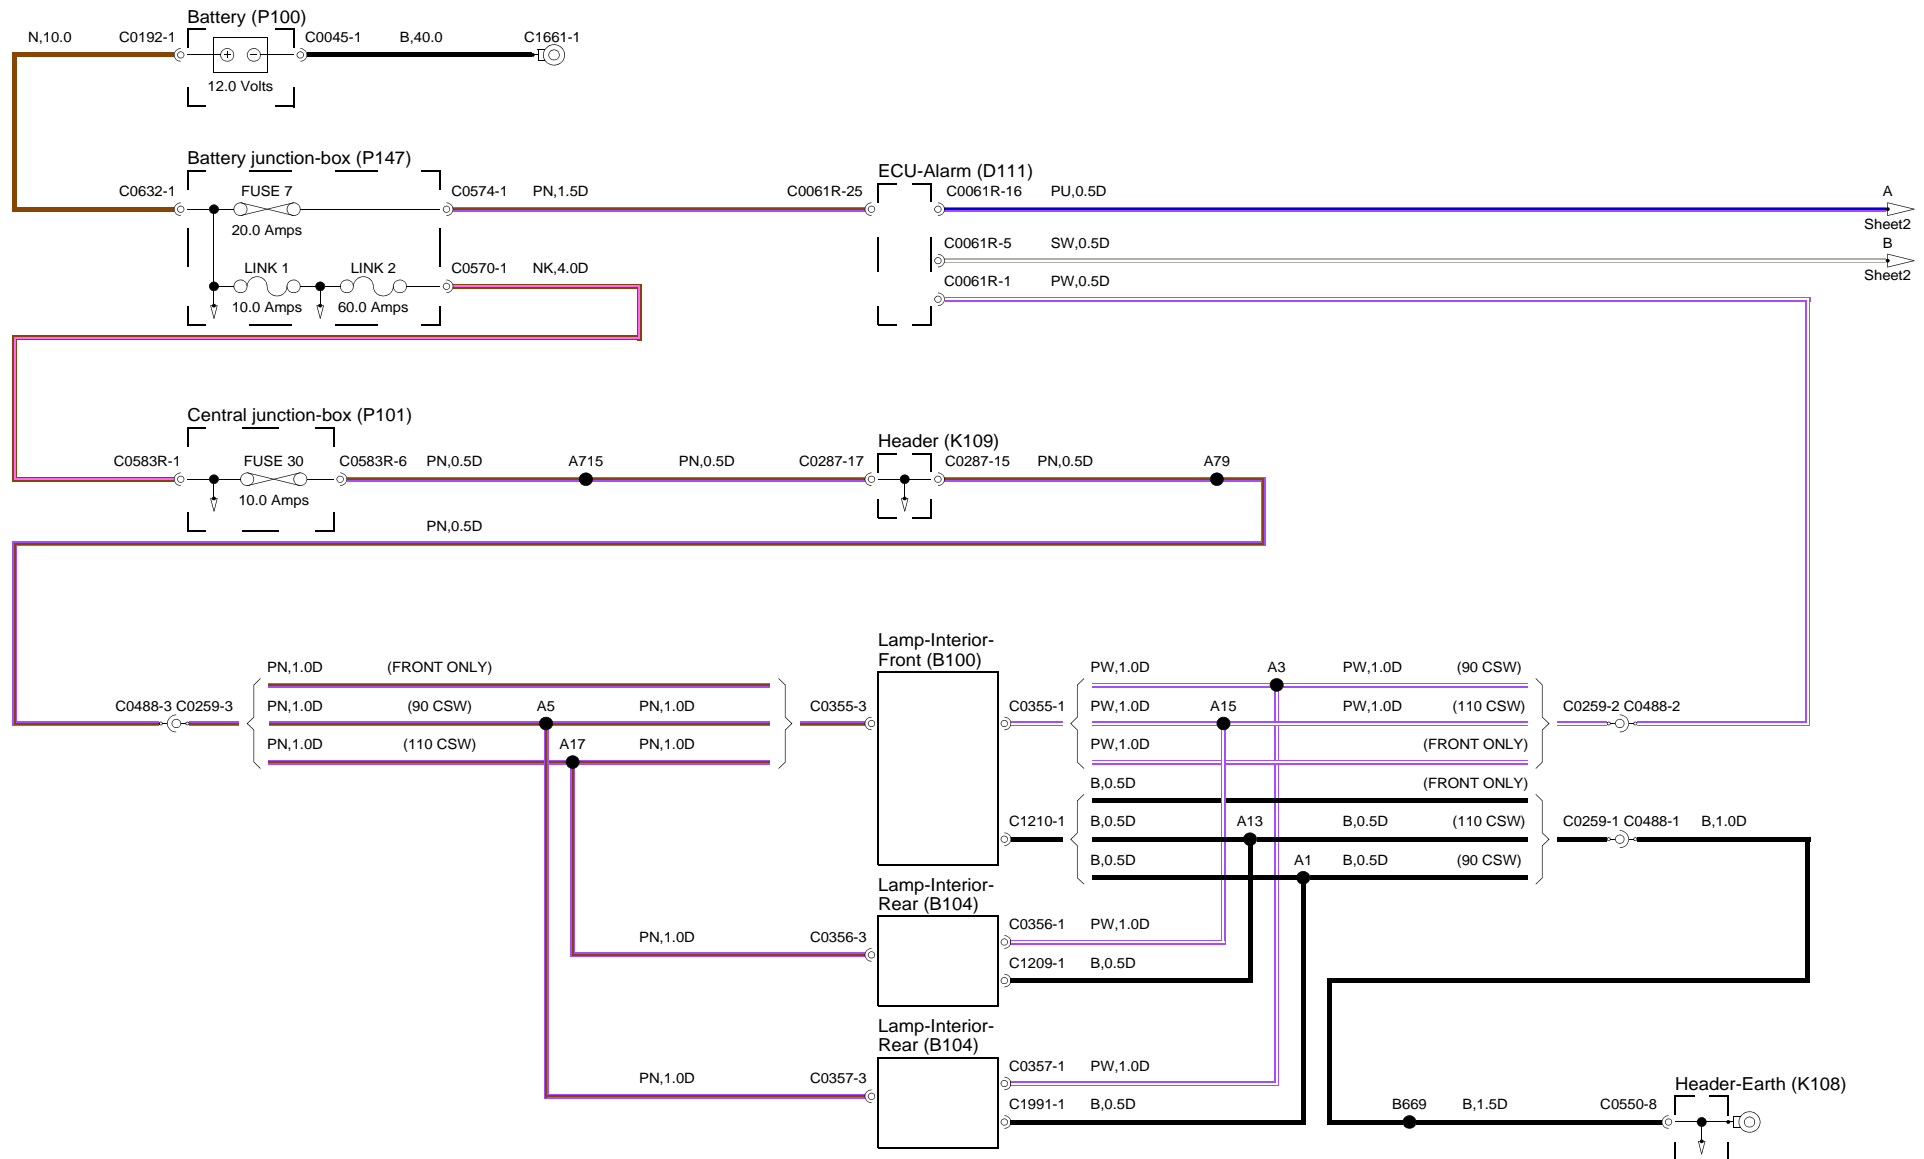 Battery (P100)
N,10.0 C0192-1 C0045-1 B,40.0 C1661-1
12.0 Volts
Battery junction-box (P147)
ECU-Alarm (D111)
C0632-1 FUSE 7 C0574-1 PN,1.5D C0061R-25 C0061R-16 PU,0.5D A
Sheet2
20.0 Amps
C0061R-5 SW,0.5D B
LINK 1 LINK 2 C0570-1 NK,4.0D
Sheet2
C0061R-1 PW,0.5D
10.0 Amps 60.0 Amps
Central junction-box (P101)
Header (K109)
C0583R-1 FUSE 30 C0583R-6 PN,0.5D A715 PN,0.5D C0287-17 C0287-15 PN,0.5D A79
10.0 Amps
PN,0.5D
Lamp-Interior-
Front (B100)
PN,1.0D (FRONT ONLY) PW,1.0D A3 PW,1.0D (90 CSW)
C0488-3 C0259-3 PN,1.0D (90 CSW) A5 PN,1.0D C0355-3 C0355-1 PW,1.0D A15 PW,1.0D (110 CSW) C0259-2 C0488-2
PN,1.0D (110 CSW) A17 PN,1.0D PW,1.0D (FRONT ONLY)
B,0.5D (FRONT ONLY)
C1210-1 B,0.5D A13 B,0.5D (110 CSW) C0259-1 C0488-1 B,1.0D
B,0.5D A1 B,0.5D (90 CSW)
Lamp-Interior-
Rear (B104)
C0356-1 PW,1.0D
PN,1.0D C0356-3
C1209-1 B,0.5D
Lamp-Interior-
Rear (B104)
C0357-1 PW,1.0D
PN,1.0D C0357-3
Header-Earth (K108)
C1991-1 B,0.5D B669 B,1.5D C0550-8